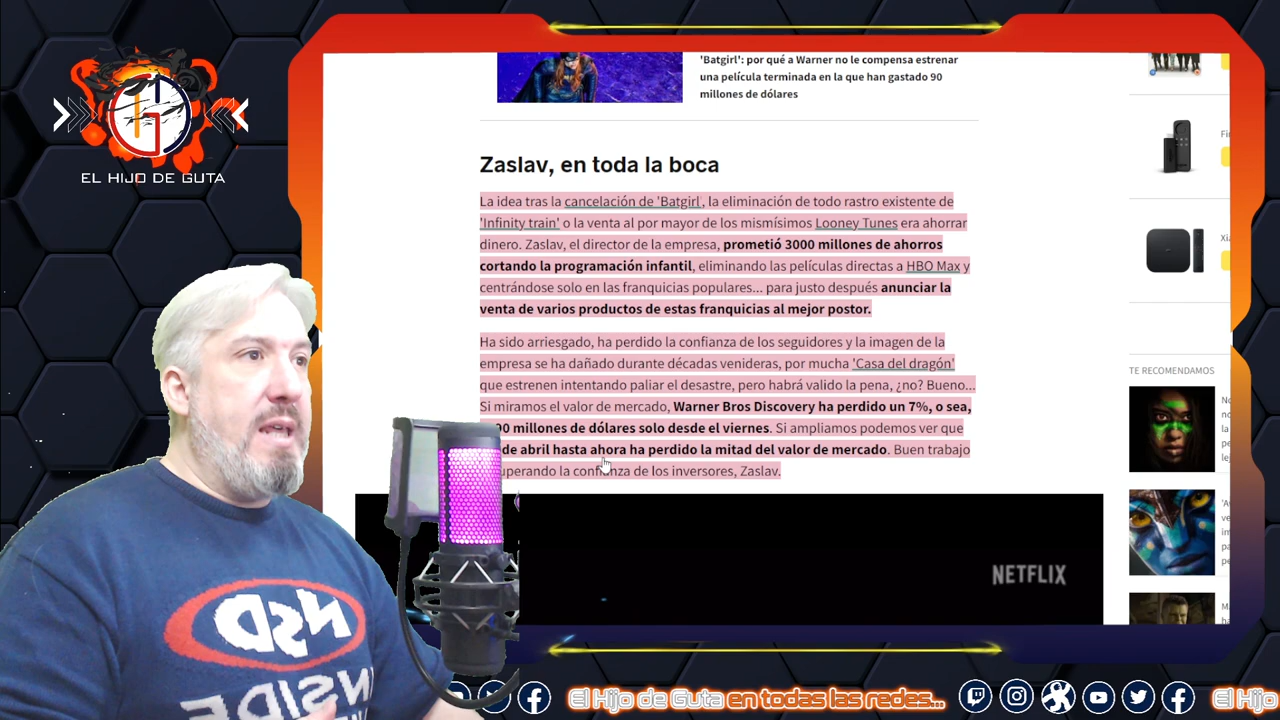 EL HIJO DE GUTA
'Batgirl': por qué a Warner no le compensa estrenar
una película terminada en la que han gastado 90
millones de dólares
Zaslav, en toda la boca
La idea tras la cancelación de 'Batgirl', la eliminación de todo rastro existente de
'Infinity train' o la venta al por mayor de los mismísimos Looney Tunes era ahorrar
dinero. Zaslav, el director de la empresa, prometió 3000 millones de ahorros
cortando la programación infantil, eliminando las películas directas a HBO Max y
centrándose solo en las franquicias populares... para justo después anunciar la
venta de varios productos de estas franquicias al mejor postor.
Ha sido arriesgado, ha perdido la confianza de los seguidores y la imagen de la
empresa se ha dañado durante décadas venideras, por mucha 'Casa del dragón'
que estrenen intentando paliar el desastre, pero habrá valido la pena, ¿no? Bueno...
Si miramos el valor de mercado, Warner Bros Discovery ha perdido un 7%, o sea,
00 millones de dólares solo desde el viernes. Si ampliamos podemos ver que
de abril hasta ahora ha perdido la mitad del valor de mercado. Buen trabajo
uperando la confianza de los inversores, Zaslav.
NETFLIX
TE RECOMENDAMOS
NSD
INSIDE
El Hijo de Guta en todas las redes...
El Hijo